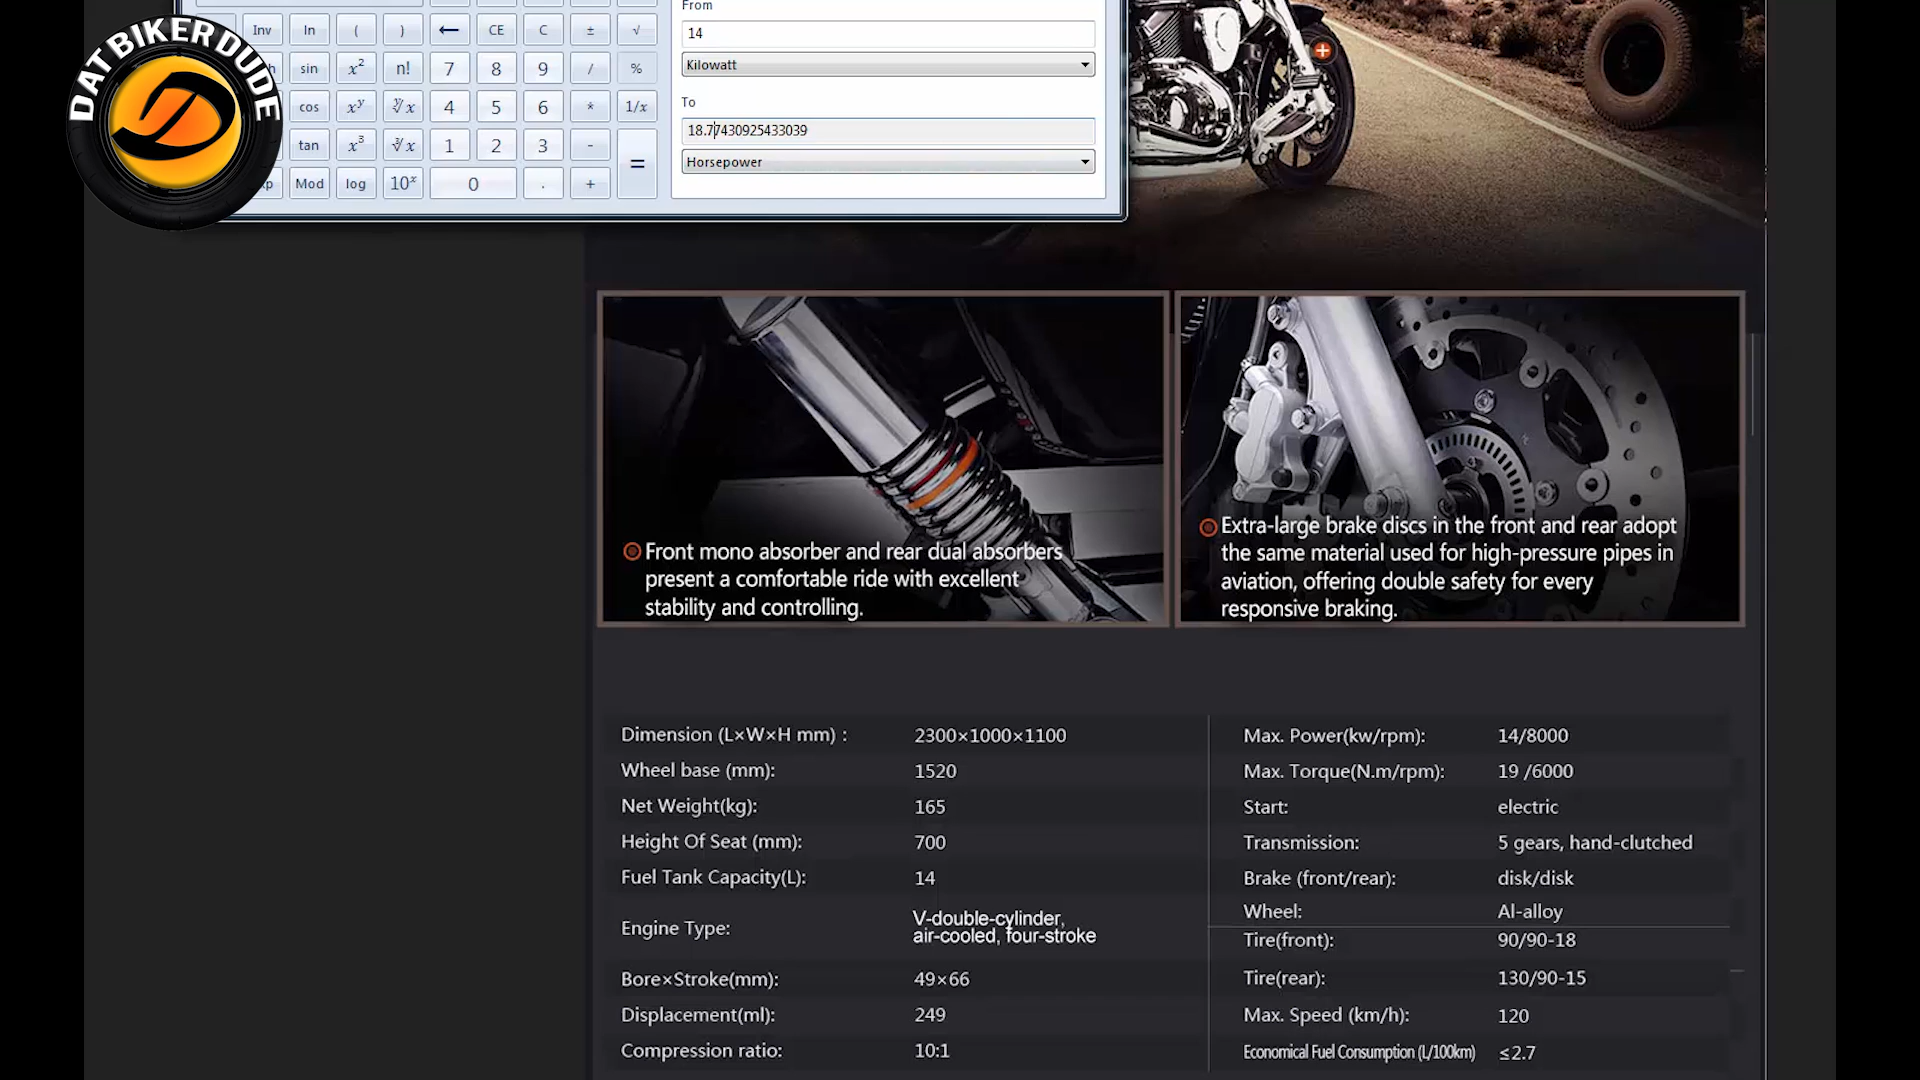 DAT BIKER DUDE
From
Inv ln ( ) ← CE C ± √
14
sin x² n! 7 8 9 / %
Kilowatt
cos xʸ ʸ√x 4 5 6 * 1/x
To
18.77430925433039
tan x³ ³√x 1 2 3 - =
Horsepower
Mod log 10ˣ 0 . +
Front mono absorber and rear dual absorbers
present a comfortable ride with excellent
stability and controlling.
Extra-large brake discs in the front and rear adopt
the same material used for high-pressure pipes in
aviation, offering double safety for every
responsive braking.
Dimension (L×W×H mm) : 2300×1000×1100
Wheel base (mm): 1520
Net Weight(kg): 165
Height Of Seat (mm): 700
Fuel Tank Capacity(L): 14
Engine Type: V-double-cylinder,
air-cooled, four-stroke
Bore×Stroke(mm): 49×66
Displacement(ml): 249
Compression ratio: 10:1
Max. Power(kw/rpm): 14/8000
Max. Torque(N.m/rpm): 19 /6000
Start: electric
Transmission: 5 gears, hand-clutched
Brake (front/rear): disk/disk
Wheel: Al-alloy
Tire(front): 90/90-18
Tire(rear): 130/90-15
Max. Speed (km/h): 120
Economical Fuel Consumption (L/100km) ≤2.7